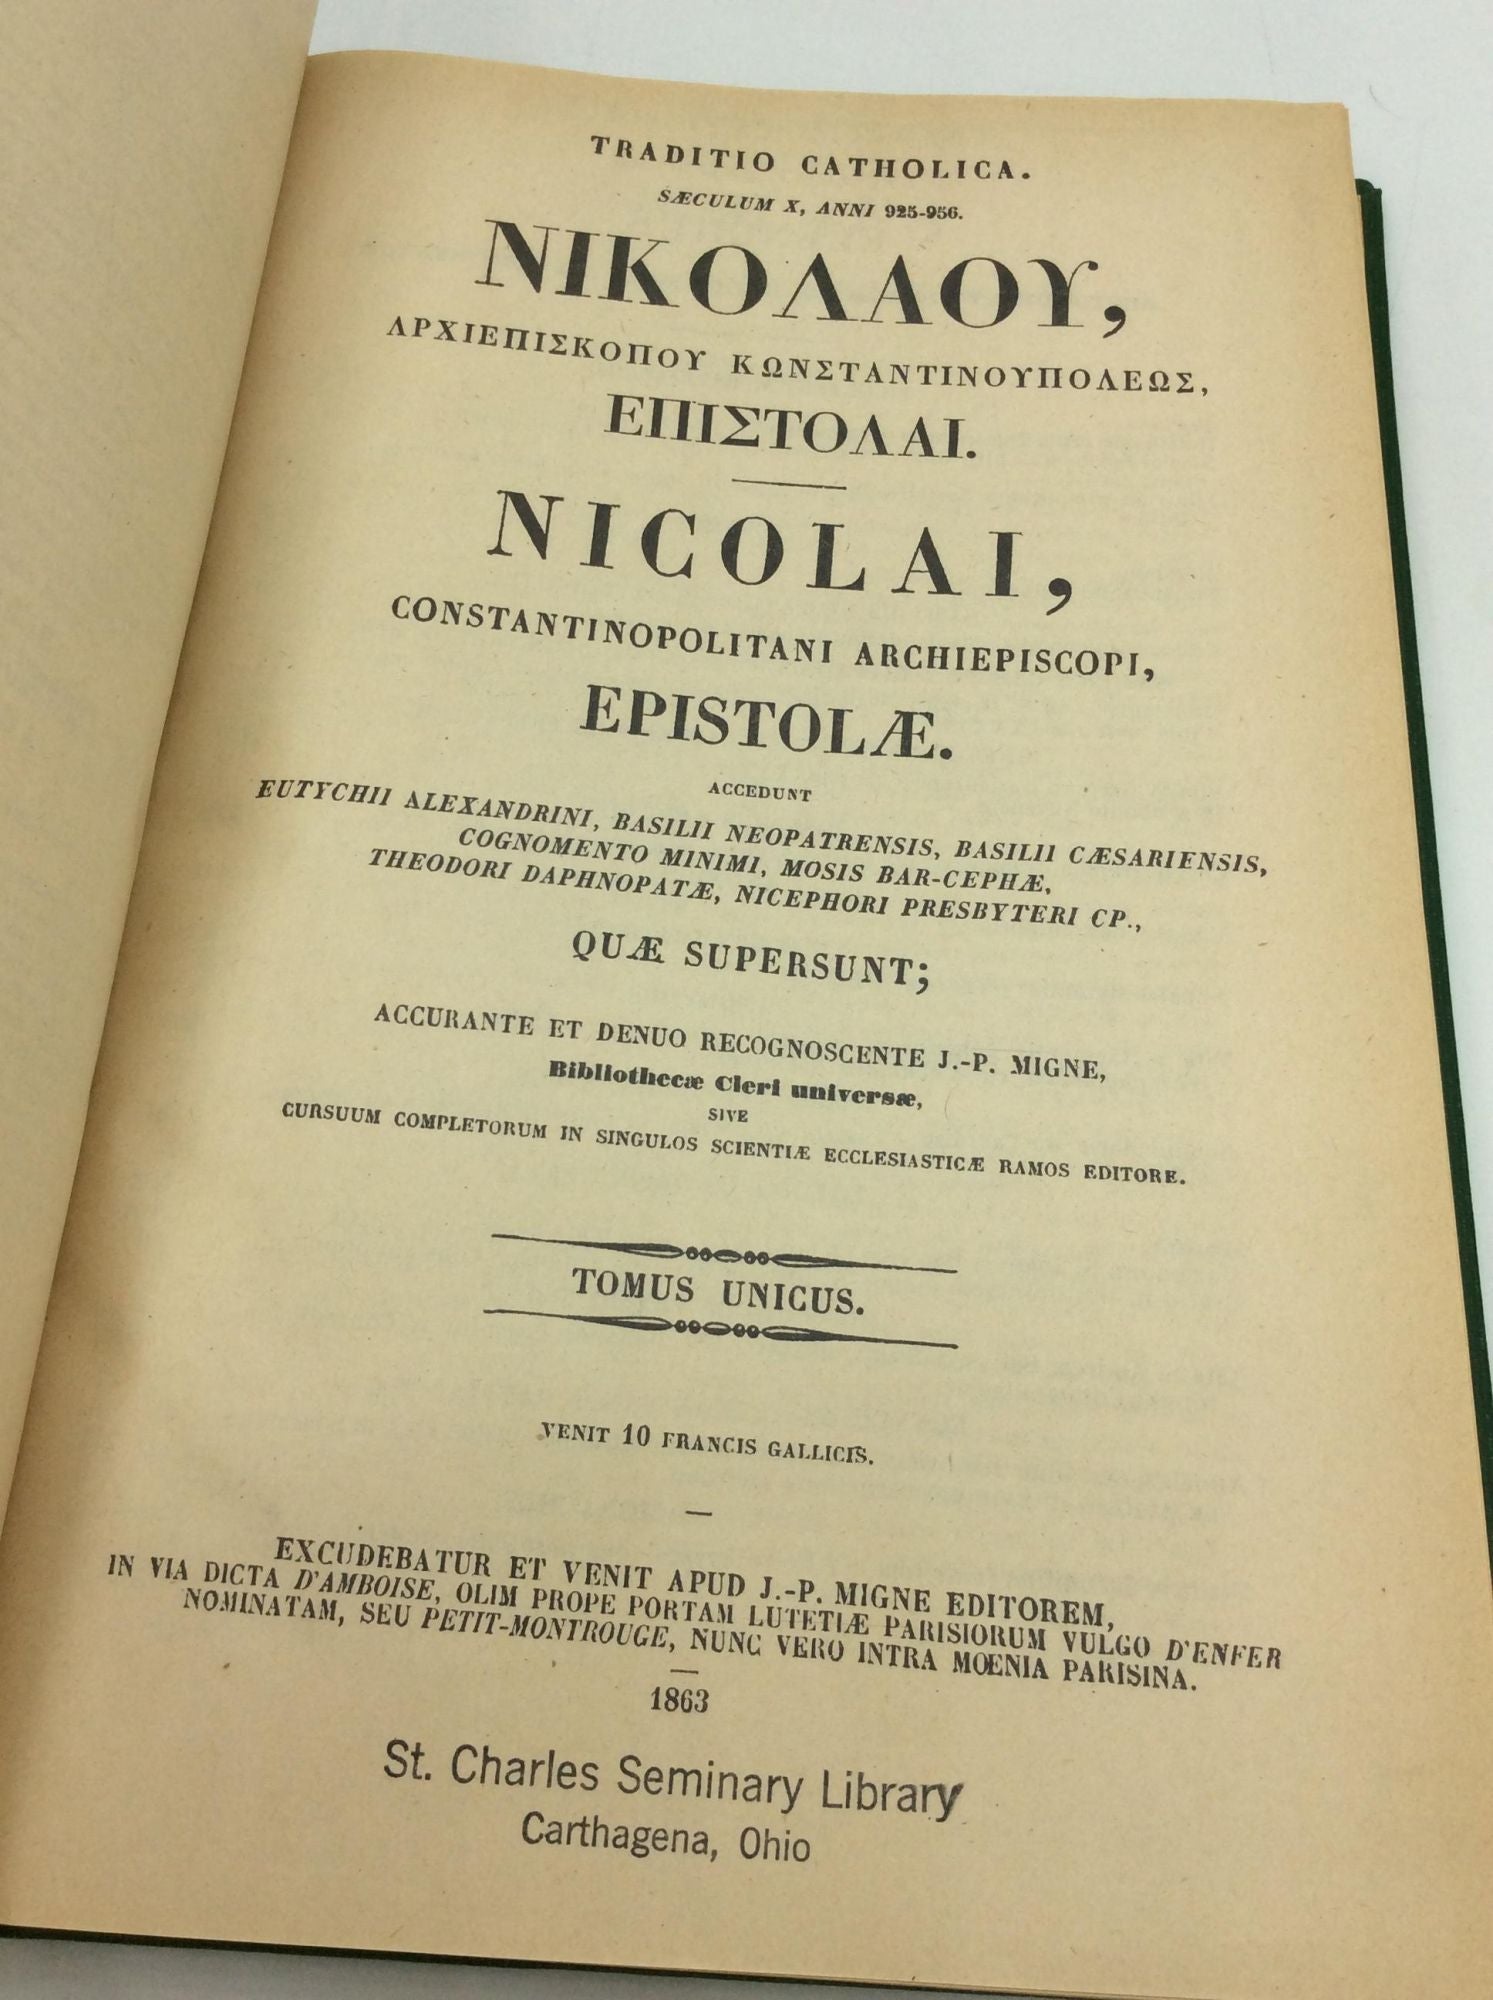 TRADITIO CATHOLICA.
SÆCULUM X, ANNI 925-956.
ΝΙΚΟΛΑΟΥ,
ΑΡΧΙΕΠΙΣΚΟΠΟΥ ΚΩΝΣΤΑΝΤΙΝΟΥΠΟΛΕΩΣ,
ΕΠΙΣΤΟΛΑΙ.
NICOLAI,
CONSTANTINOPOLITANI ARCHIEPISCOPI,
EPISTOLÆ.
ACCEDUNT
EUTYCHII ALEXANDRINI, BASILII NEOPATRENSIS, BASILII CÆSARIENSIS,
COGNOMENTO MINIMI, MOSIS BAR-CEPHÆ,
THEODORI DAPHNOPATÆ, NICEPHORI PRESBYTERI CP.,
QUÆ SUPERSUNT;
ACCURANTE ET DENUO RECOGNOSCENTE J.-P. MIGNE,
Bibliothecæ Cleri universæ,
SIVE
CURSUUM COMPLETORUM IN SINGULOS SCIENTIÆ ECCLESIASTICÆ RAMOS EDITORE.
TOMUS UNICUS.
VENIT 10 FRANCIS GALLICIS.
EXCUDEBATUR ET VENIT APUD J.-P. MIGNE EDITOREM,
IN VIA DICTA D'AMBOISE, OLIM PROPE PORTAM LUTETIÆ PARISIORUM VULGO D'ENFER
NOMINATAM, SEU PETIT-MONTROUGE, NUNC VERO INTRA MOENIA PARISINA.
1863
St. Charles Seminary Library
Carthagena, Ohio